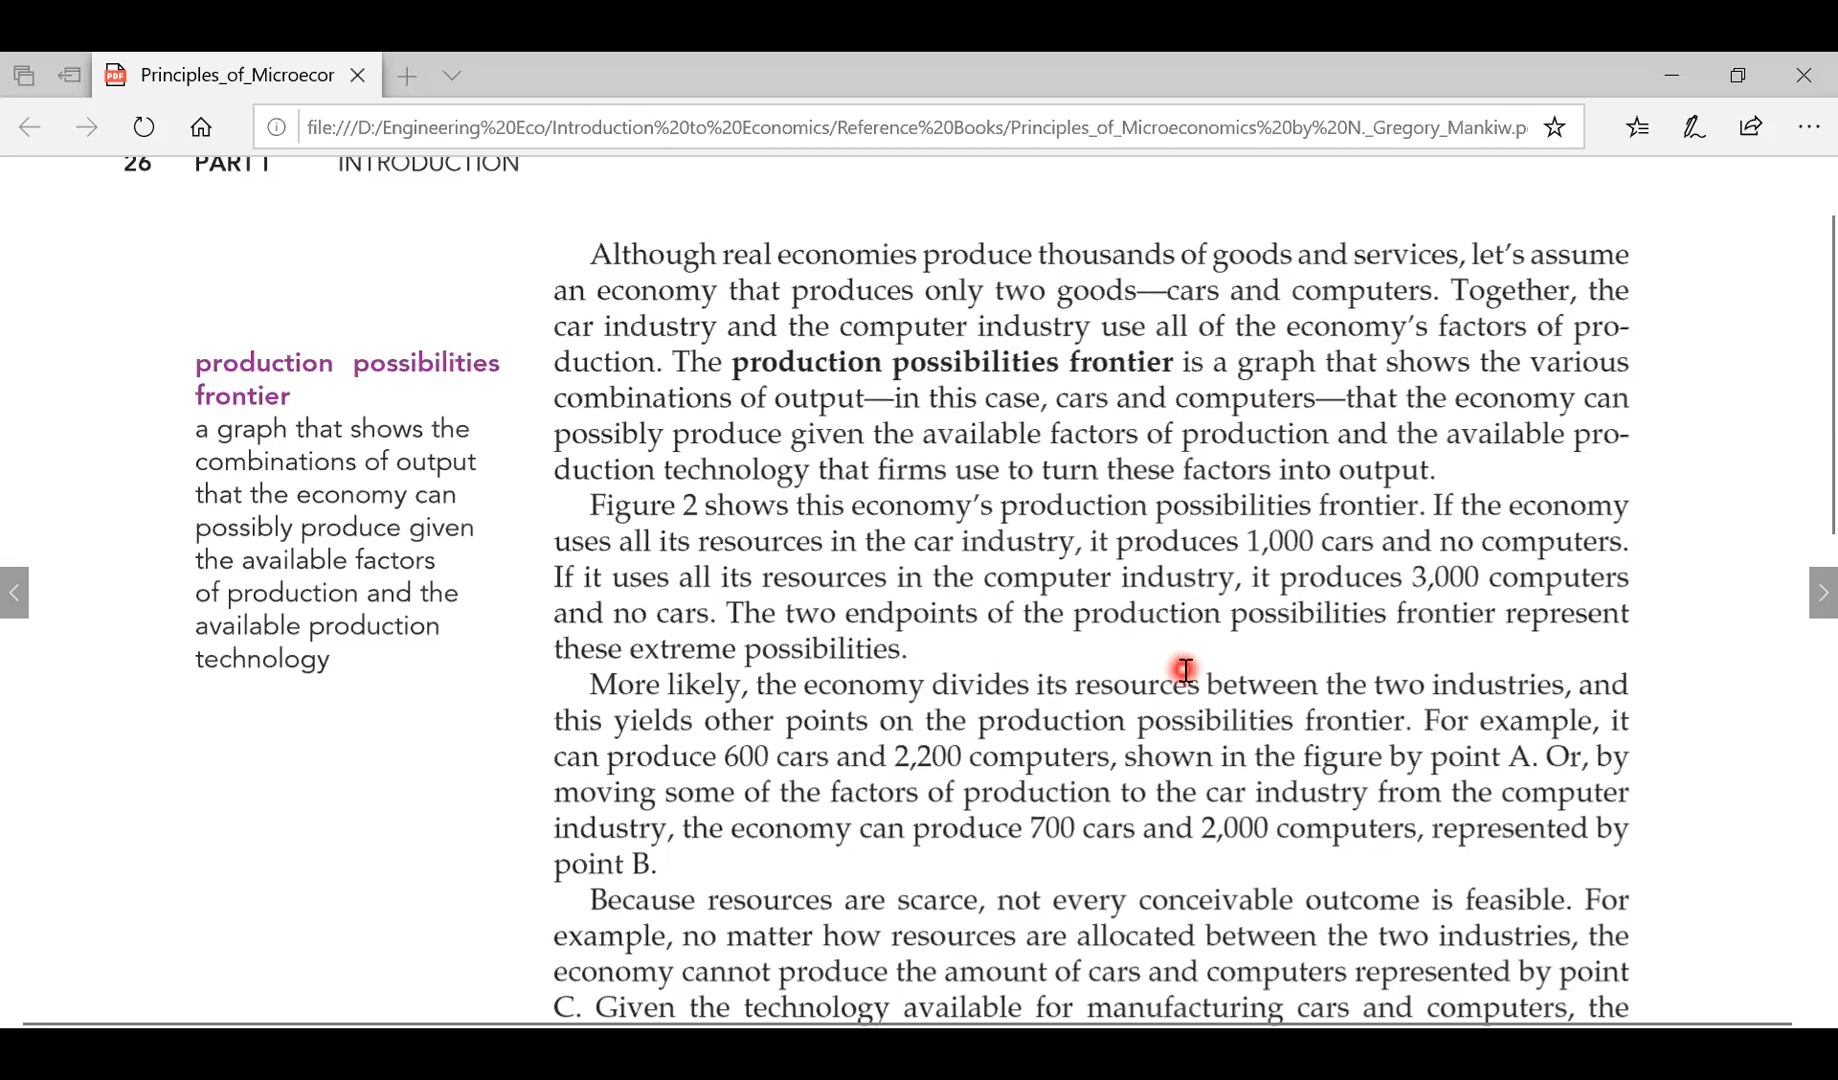 Principles_of_Microecor
file:///D:/Engineering%20Eco/Introduction%20to%20Economics/Reference%20Books/Principles_of_Microeconomics%20by%20N._Gregory_Mankiw.p
26 PART I INTRODUCTION
Although real economies produce thousands of goods and services, let's assume
an economy that produces only two goods—cars and computers. Together, the
car industry and the computer industry use all of the economy's factors of pro-
duction. The production possibilities frontier is a graph that shows the various
combinations of output—in this case, cars and computers—that the economy can
possibly produce given the available factors of production and the available pro-
duction technology that firms use to turn these factors into output.
production possibilities
frontier
a graph that shows the
combinations of output
that the economy can
possibly produce given
the available factors
of production and the
available production
technology
Figure 2 shows this economy's production possibilities frontier. If the economy
uses all its resources in the car industry, it produces 1,000 cars and no computers.
If it uses all its resources in the computer industry, it produces 3,000 computers
and no cars. The two endpoints of the production possibilities frontier represent
these extreme possibilities.
More likely, the economy divides its resources between the two industries, and
this yields other points on the production possibilities frontier. For example, it
can produce 600 cars and 2,200 computers, shown in the figure by point A. Or, by
moving some of the factors of production to the car industry from the computer
industry, the economy can produce 700 cars and 2,000 computers, represented by
point B.
Because resources are scarce, not every conceivable outcome is feasible. For
example, no matter how resources are allocated between the two industries, the
economy cannot produce the amount of cars and computers represented by point
C. Given the technology available for manufacturing cars and computers, the